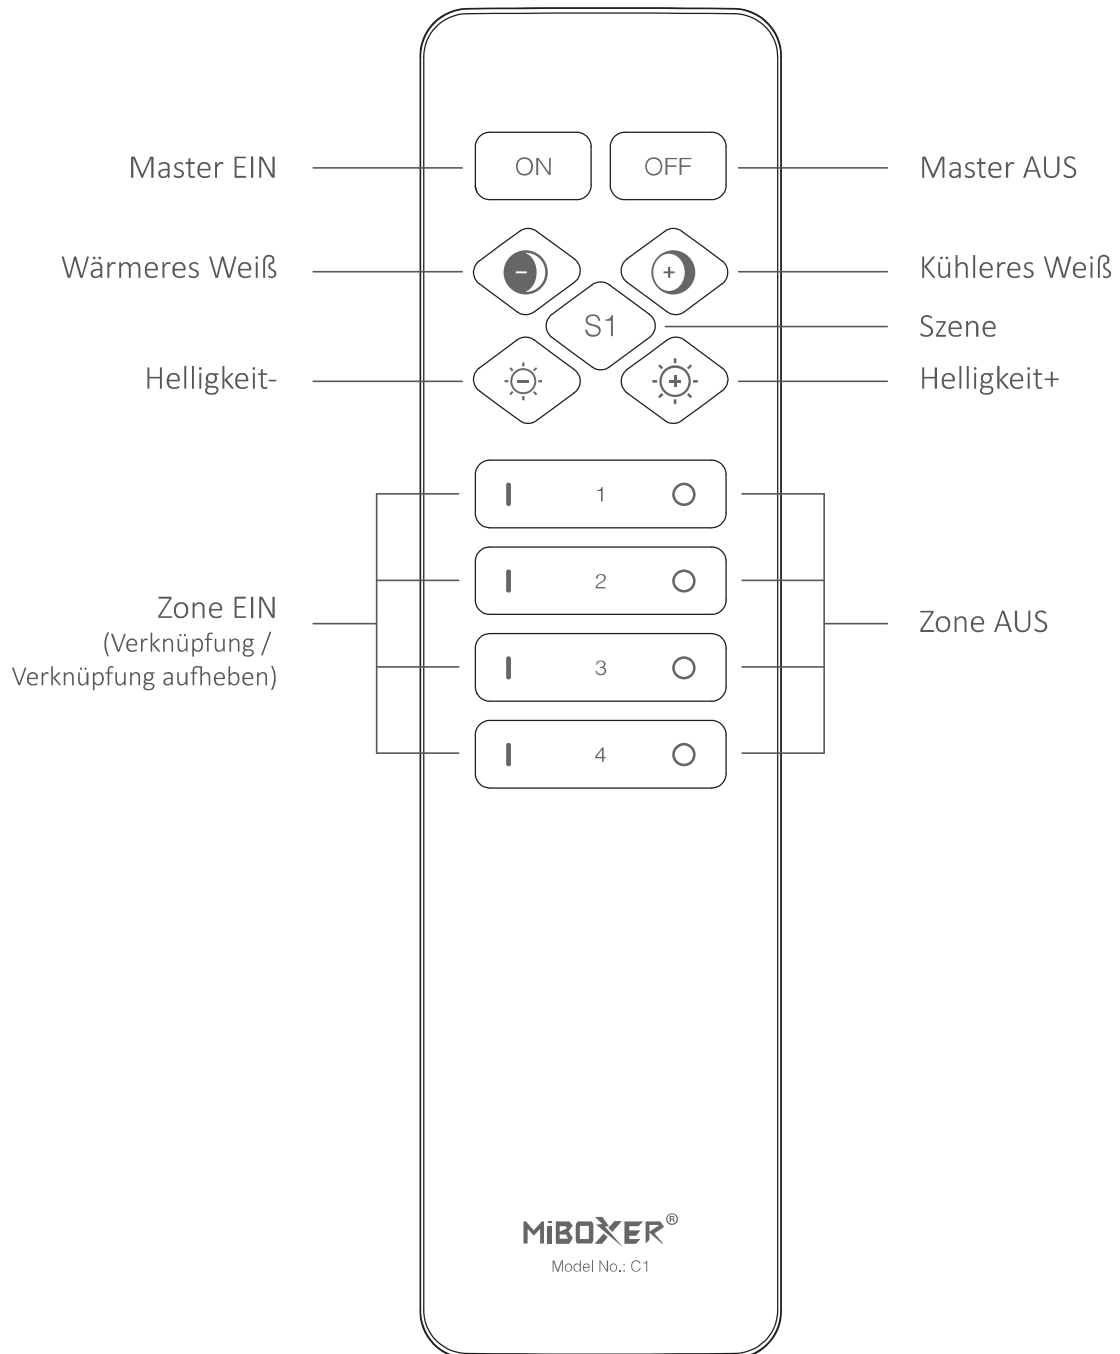 Master EIN
ON
OFF
Master AUS
Wärmeres Weiß
Kühleres Weiß
S1
Szene
Helligkeit-
Helligkeit+
1
2
3
4
Zone EIN
(Verknüpfung /
Verknüpfung aufheben)
Zone AUS
MiBOXER®
Model No.: C1